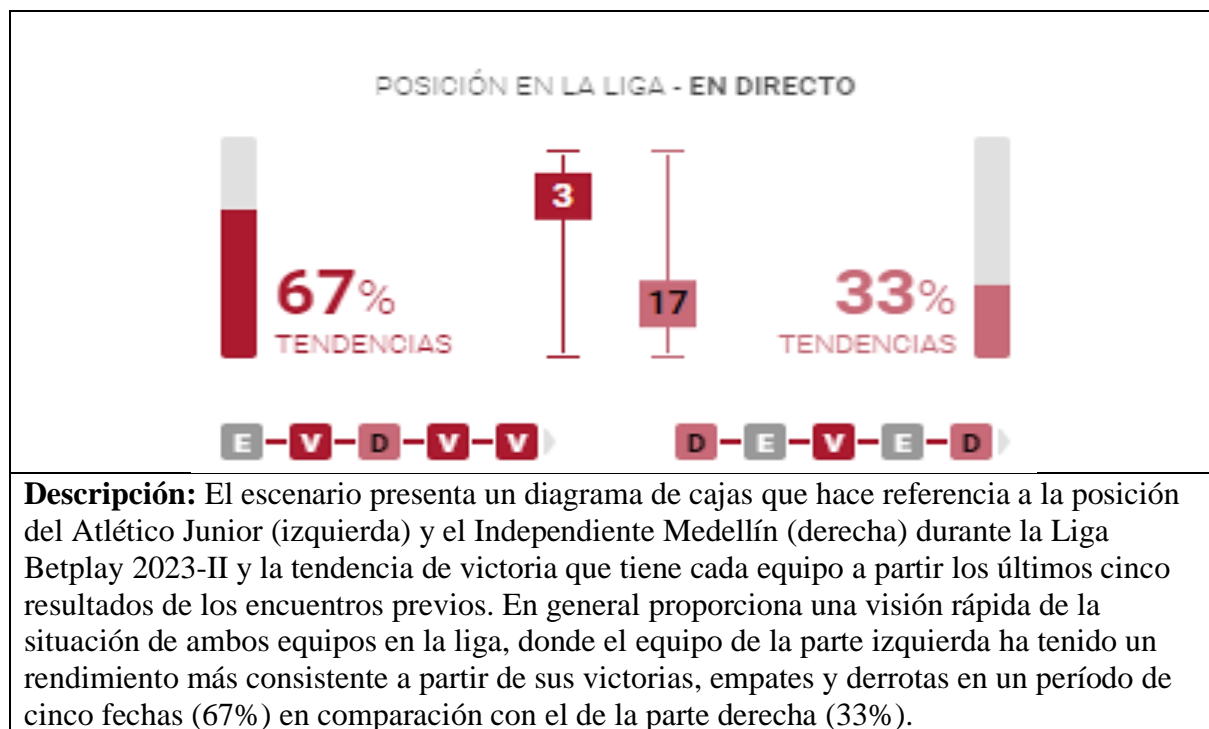 POSICIÓN EN LA LIGA - EN DIRECTO
3
17
67%
TENDENCIAS
33%
TENDENCIAS
E V D V V
D E V E D
Descripción: El escenario presenta un diagrama de cajas que hace referencia a la posición
del Atlético Junior (izquierda) y el Independiente Medellín (derecha) durante la Liga
Betplay 2023-II y la tendencia de victoria que tiene cada equipo a partir los últimos cinco
resultados de los encuentros previos. En general proporciona una visión rápida de la
situación de ambos equipos en la liga, donde el equipo de la parte izquierda ha tenido un
rendimiento más consistente a partir de sus victorias, empates y derrotas en un período de
cinco fechas (67%) en comparación con el de la parte derecha (33%).